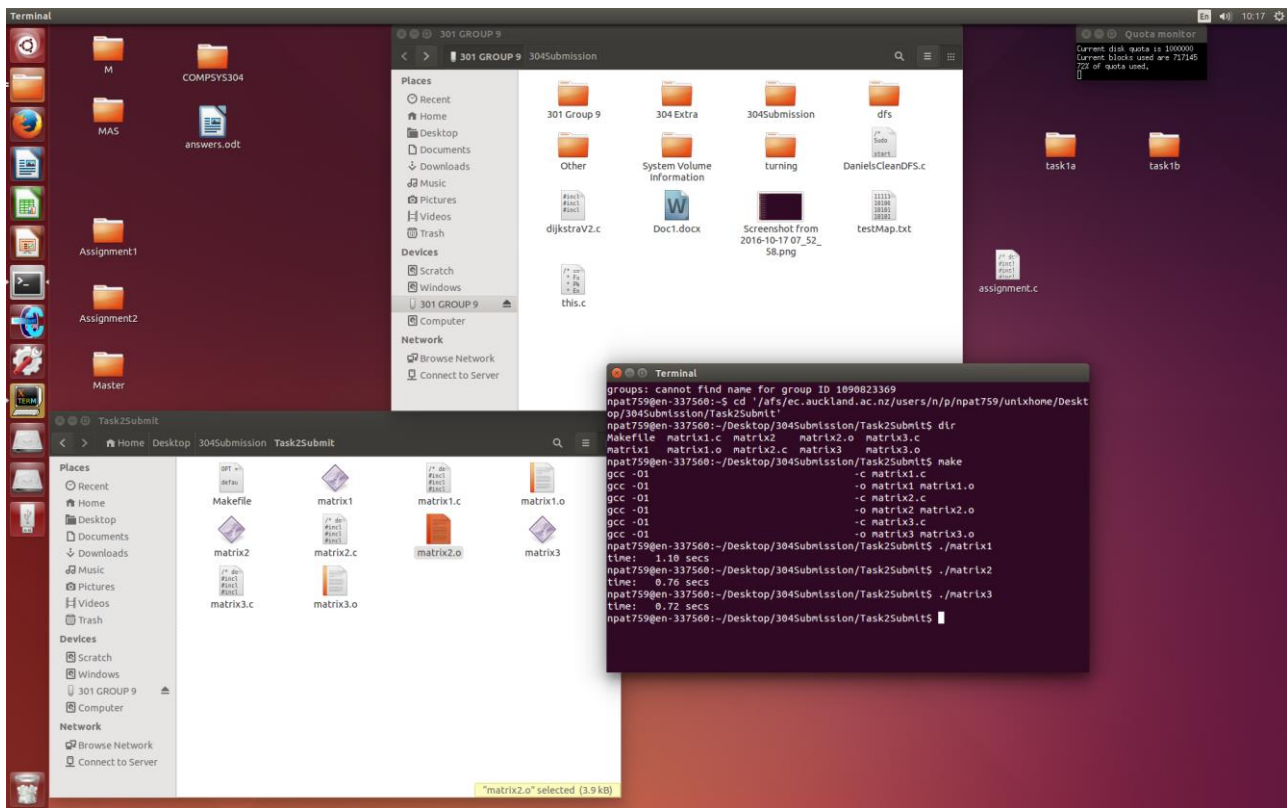 Terminal
En
10:17
M
COMPSYS304
MAS
answers.odt
Assignment1
Assignment2
Master
301 GROUP 9
301 GROUP 9 304Submission
Places
Recent
Home
Desktop
Documents
Downloads
Music
Pictures
Videos
Trash
Devices
Scratch
Windows
301 GROUP 9
Computer
Network
Browse Network
Connect to Server
301 Group 9
304 Extra
304Submission
dfs
Other
System Volume
Information
turning
DanielsCleanDFS.c
dijkstraV2.c
Doc1.docx
Screenshot from
2016-10-17 07_52_
58.png
testMap.txt
this.c
Quota monitor
Current disk quota is 1000000
Current blocks used are 717145
72% of quota used.
task1a
task1b
assignment.c
Task2Submit
Home Desktop 304Submission Task2Submit
Places
Recent
Home
Desktop
Documents
Downloads
Music
Pictures
Videos
Trash
Devices
Scratch
Windows
301 GROUP 9
Computer
Network
Browse Network
Connect to Server
Makefile
matrix1
matrix1.c
matrix1.o
matrix2
matrix2.c
matrix2.o
matrix3
matrix3.c
matrix3.o
"matrix2.o" selected (3.9 kB)
Terminal
groups: cannot find name for group ID 1090823369
npat759@en-337560:~$ cd '/afs/ec.auckland.ac.nz/users/n/p/npat759/unixhome/Deskt
op/304Submission/Task2Submit'
npat759@en-337560:~/Desktop/304Submission/Task2Submit$ dir
Makefile matrix1.c matrix2 matrix2.o matrix3.c
matrix1 matrix1.o matrix2.c matrix3 matrix3.o
npat759@en-337560:~/Desktop/304Submission/Task2Submit$ make
gcc -O1 -c matrix1.c
gcc -O1 -o matrix1 matrix1.o
gcc -O1 -c matrix2.c
gcc -O1 -o matrix2 matrix2.o
gcc -O1 -c matrix3.c
gcc -O1 -o matrix3 matrix3.o
npat759@en-337560:~/Desktop/304Submission/Task2Submit$ ./matrix1
time: 1.10 secs
npat759@en-337560:~/Desktop/304Submission/Task2Submit$ ./matrix2
time: 0.76 secs
npat759@en-337560:~/Desktop/304Submission/Task2Submit$ ./matrix3
time: 0.72 secs
npat759@en-337560:~/Desktop/304Submission/Task2Submit$